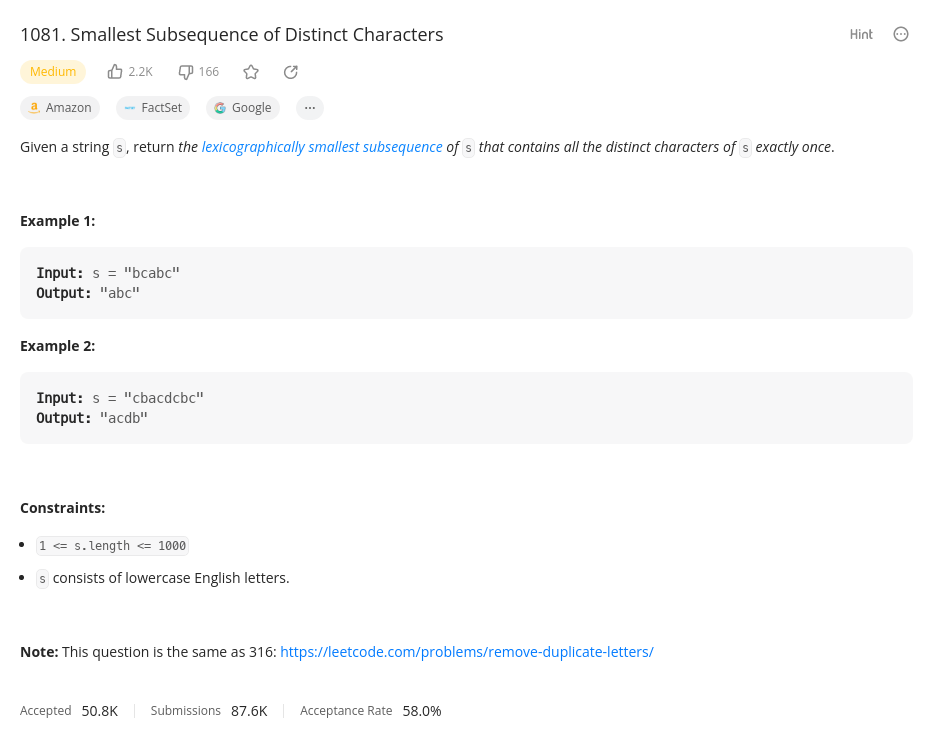 1081. Smallest Subsequence of Distinct Characters
Hint
Medium 2.2K 166
Amazon FactSet Google ...
Given a string s, return the lexicographically smallest subsequence of s that contains all the distinct characters of s exactly once.
Example 1:
Input: s = "bcabc"
Output: "abc"
Example 2:
Input: s = "cbacdcbc"
Output: "acdb"
Constraints:
• 1 <= s.length <= 1000
• s consists of lowercase English letters.
Note: This question is the same as 316: https://leetcode.com/problems/remove-duplicate-letters/
Accepted 50.8K Submissions 87.6K Acceptance Rate 58.0%